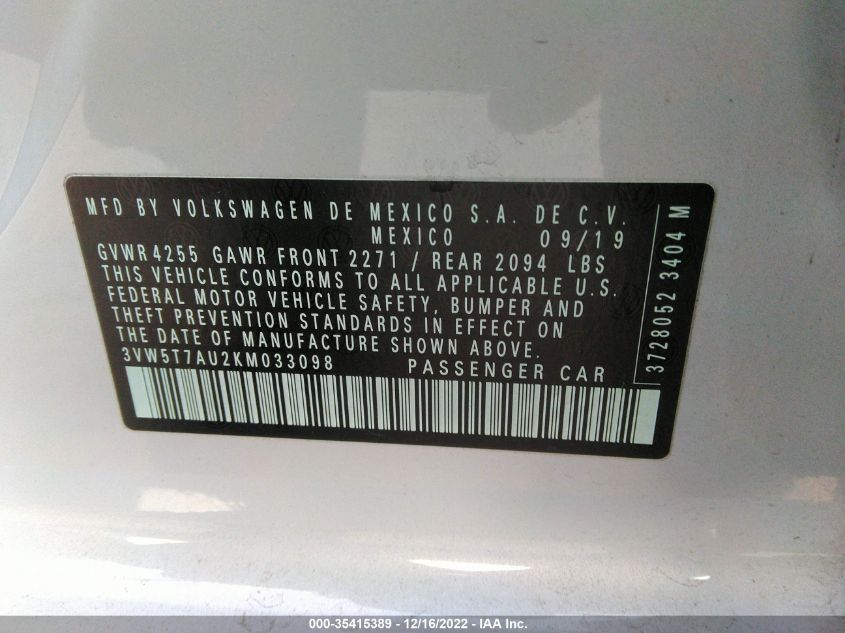 MFD BY VOLKSWAGEN DE MEXICO S.A. DE C.V.
MEXICO 09/19
GVWR 4255 GAWR FRONT 2271 / REAR 2094 LBS
THIS VEHICLE CONFORMS TO ALL APPLICABLE U.S.
FEDERAL MOTOR VEHICLE SAFETY, BUMPER AND
THEFT PREVENTION STANDARDS IN EFFECT ON
THE DATE OF MANUFACTURE SHOWN ABOVE.
3VW5T7AU2KM033098 PASSENGER CAR
3728052 3404 M
000-35415389 - 12/16/2022 - IAA Inc.